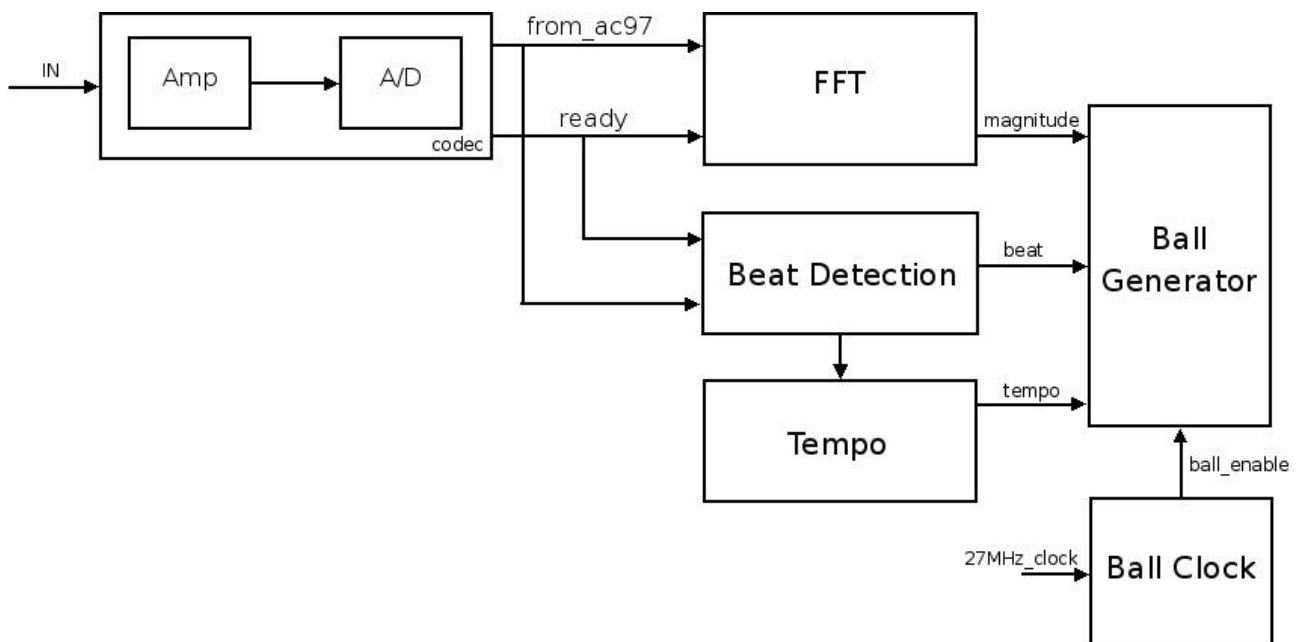 from_ac97
IN
Amp
A/D
FFT
ready
codec
magnitude
Ball
Generator
beat
Beat Detection
tempo
Tempo
ball_enable
27MHz_clock
Ball Clock